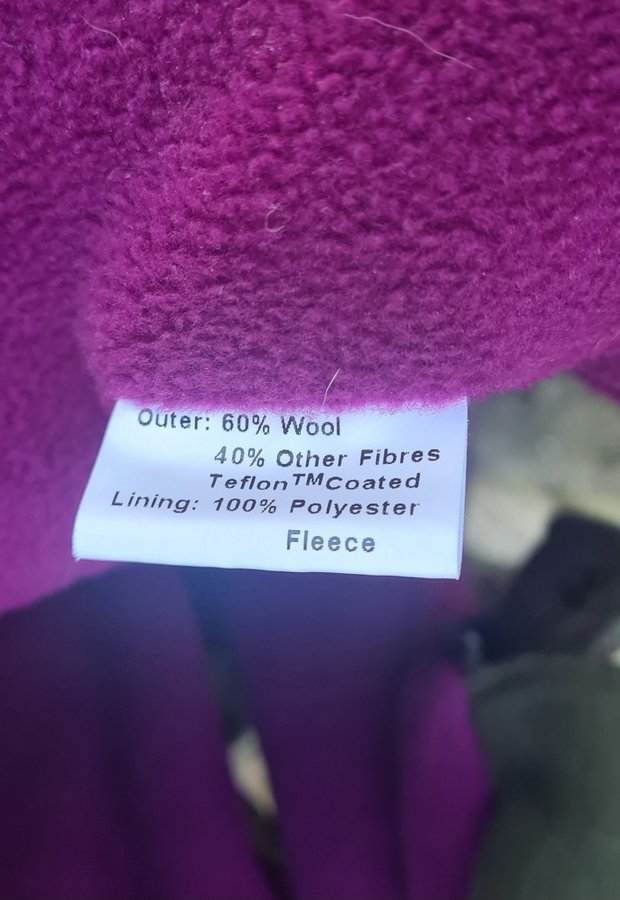 Outer: 60% Wool
40% Other Fibres
Teflon™Coated
Lining: 100% Polyester
Fleece